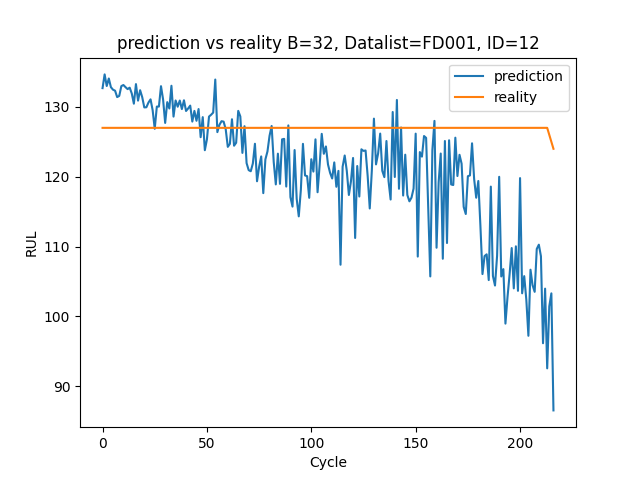 prediction vs reality B=32, Datalist=FD001, ID=12
prediction
reality
RUL
130
120
110
100
90
0 50 100 150 200
Cycle